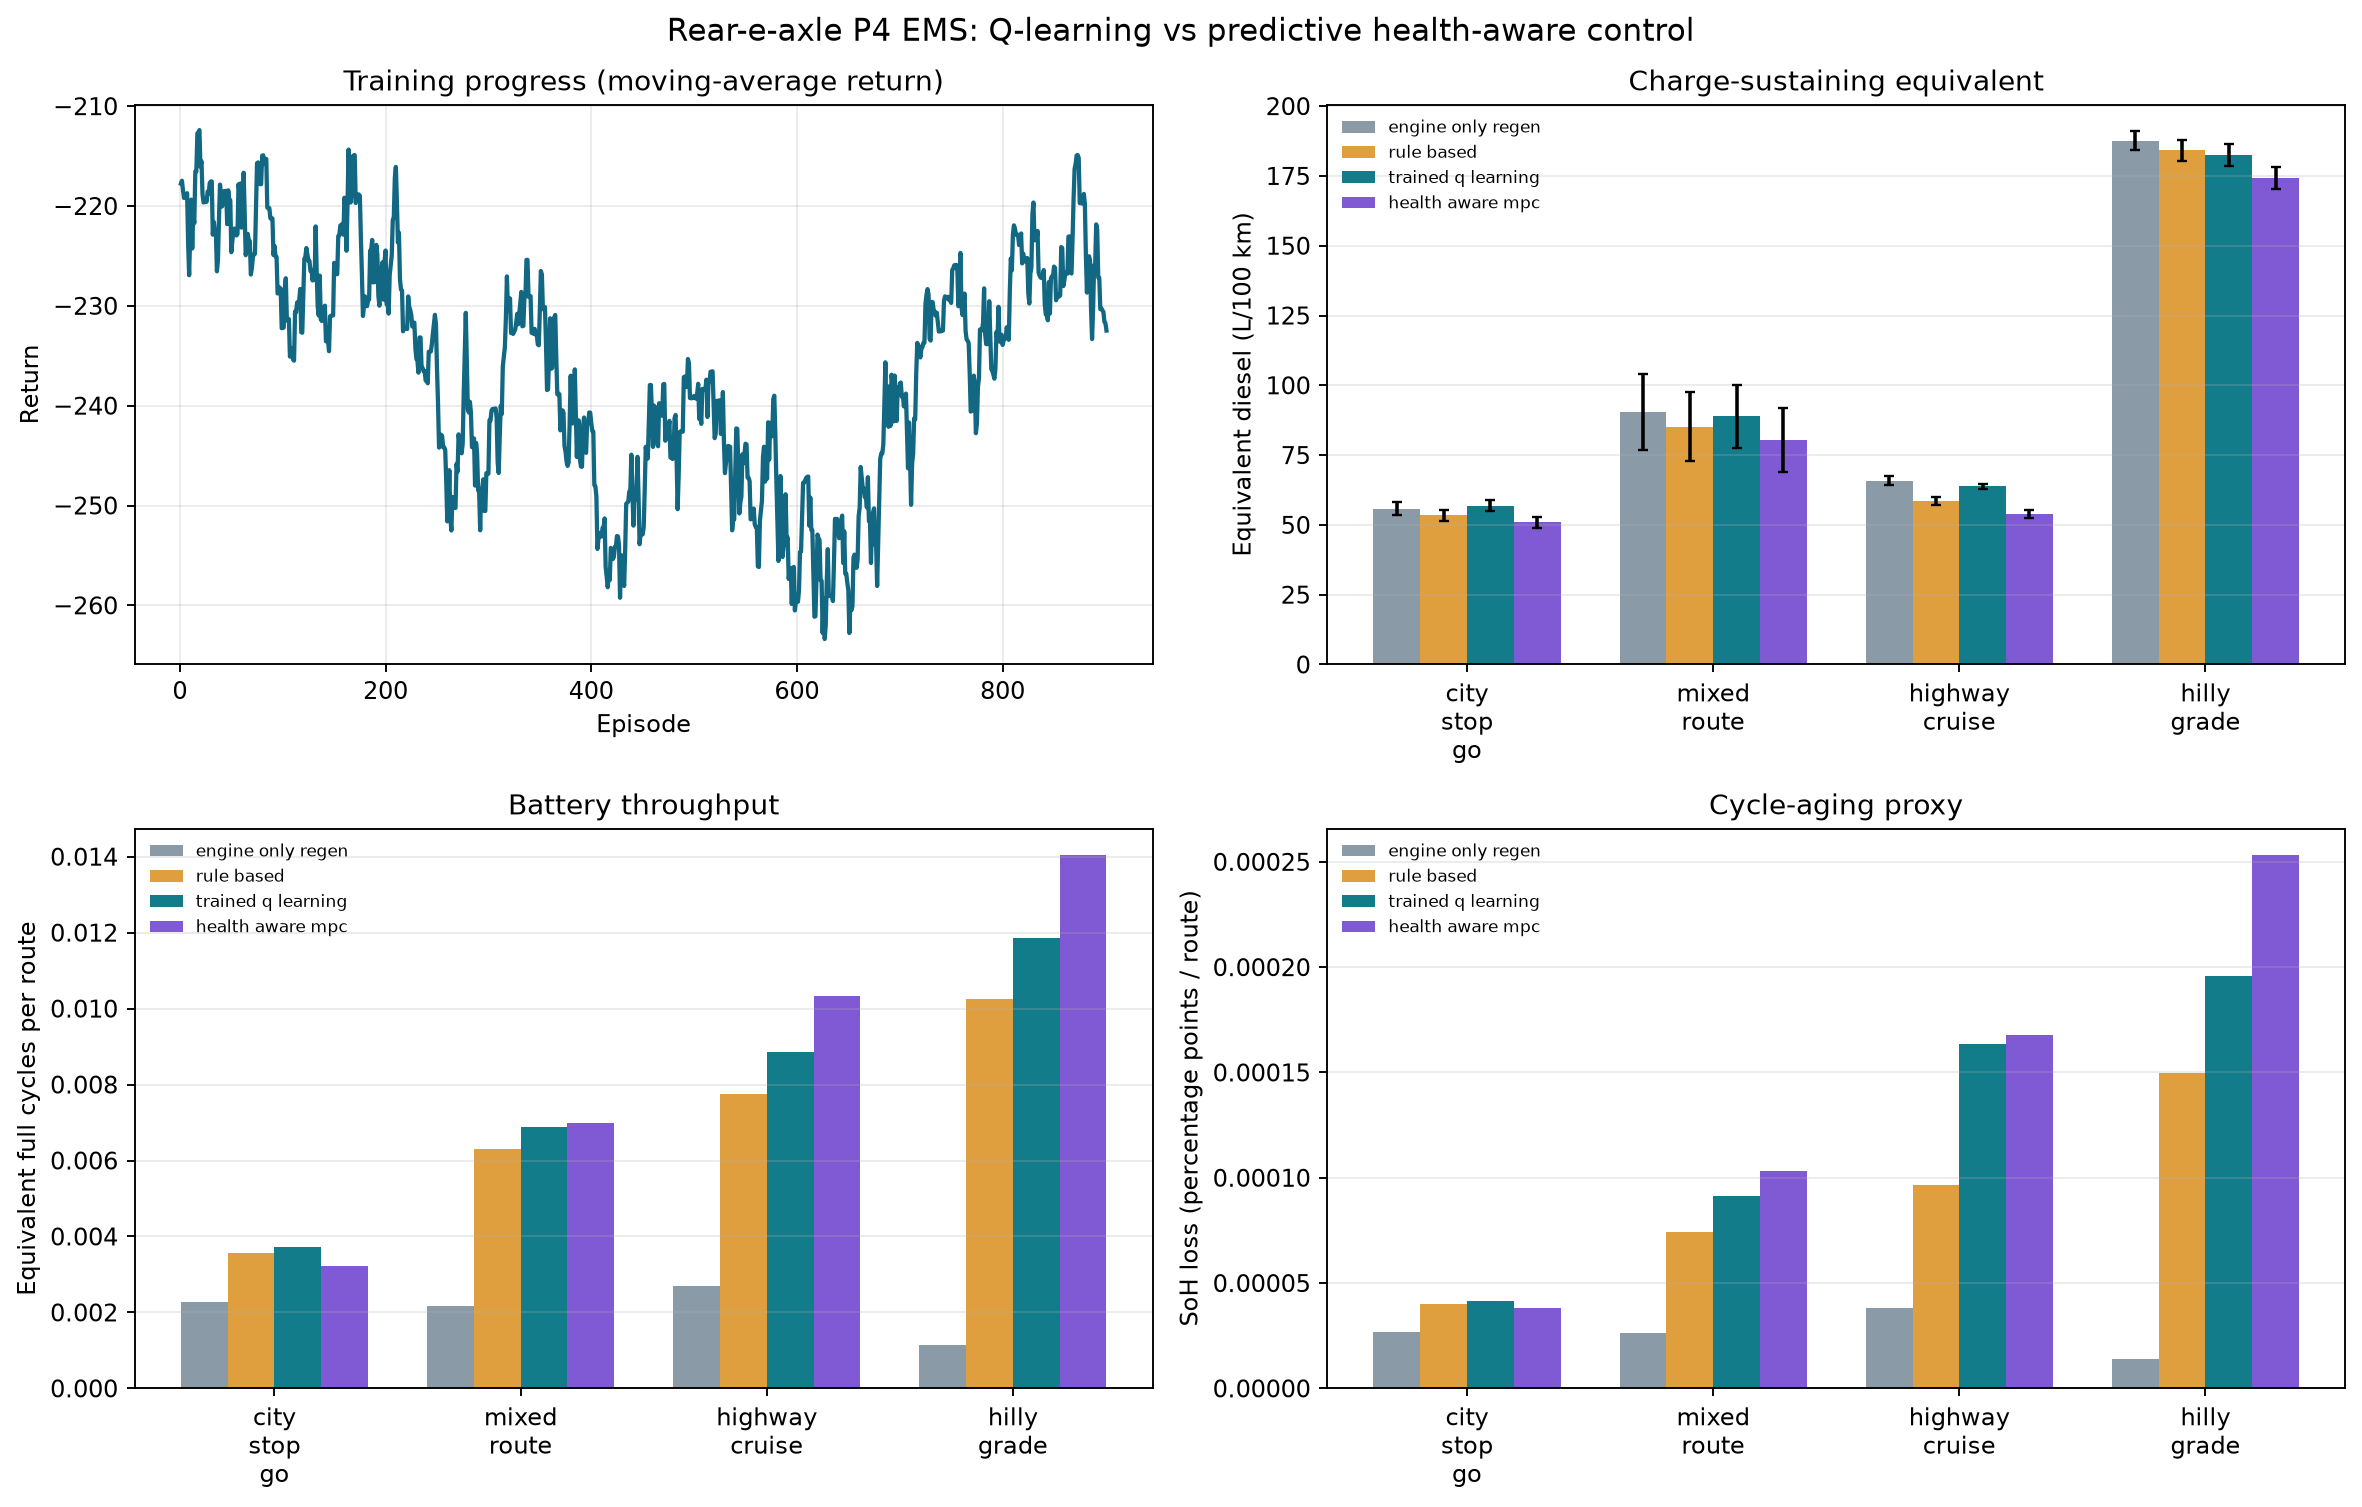 Rear-e-axle P4 EMS: Q-learning vs predictive health-aware control
Training progress (moving-average return)
Return
−210
−220
−230
−240
−250
−260
0
200
400
600
800
Episode
Charge-sustaining equivalent
Equivalent diesel (L/100 km)
200
175
150
125
100
75
50
25
0
engine only regen
rule based
trained q learning
health aware mpc
city
stop
go
mixed
route
highway
cruise
hilly
grade
Battery throughput
Equivalent full cycles per route
0.014
0.012
0.010
0.008
0.006
0.004
0.002
0.000
engine only regen
rule based
trained q learning
health aware mpc
city
stop
go
mixed
route
highway
cruise
hilly
grade
Cycle-aging proxy
SoH loss (percentage points / route)
0.00025
0.00020
0.00015
0.00010
0.00005
0.00000
engine only regen
rule based
trained q learning
health aware mpc
city
stop
go
mixed
route
highway
cruise
hilly
grade